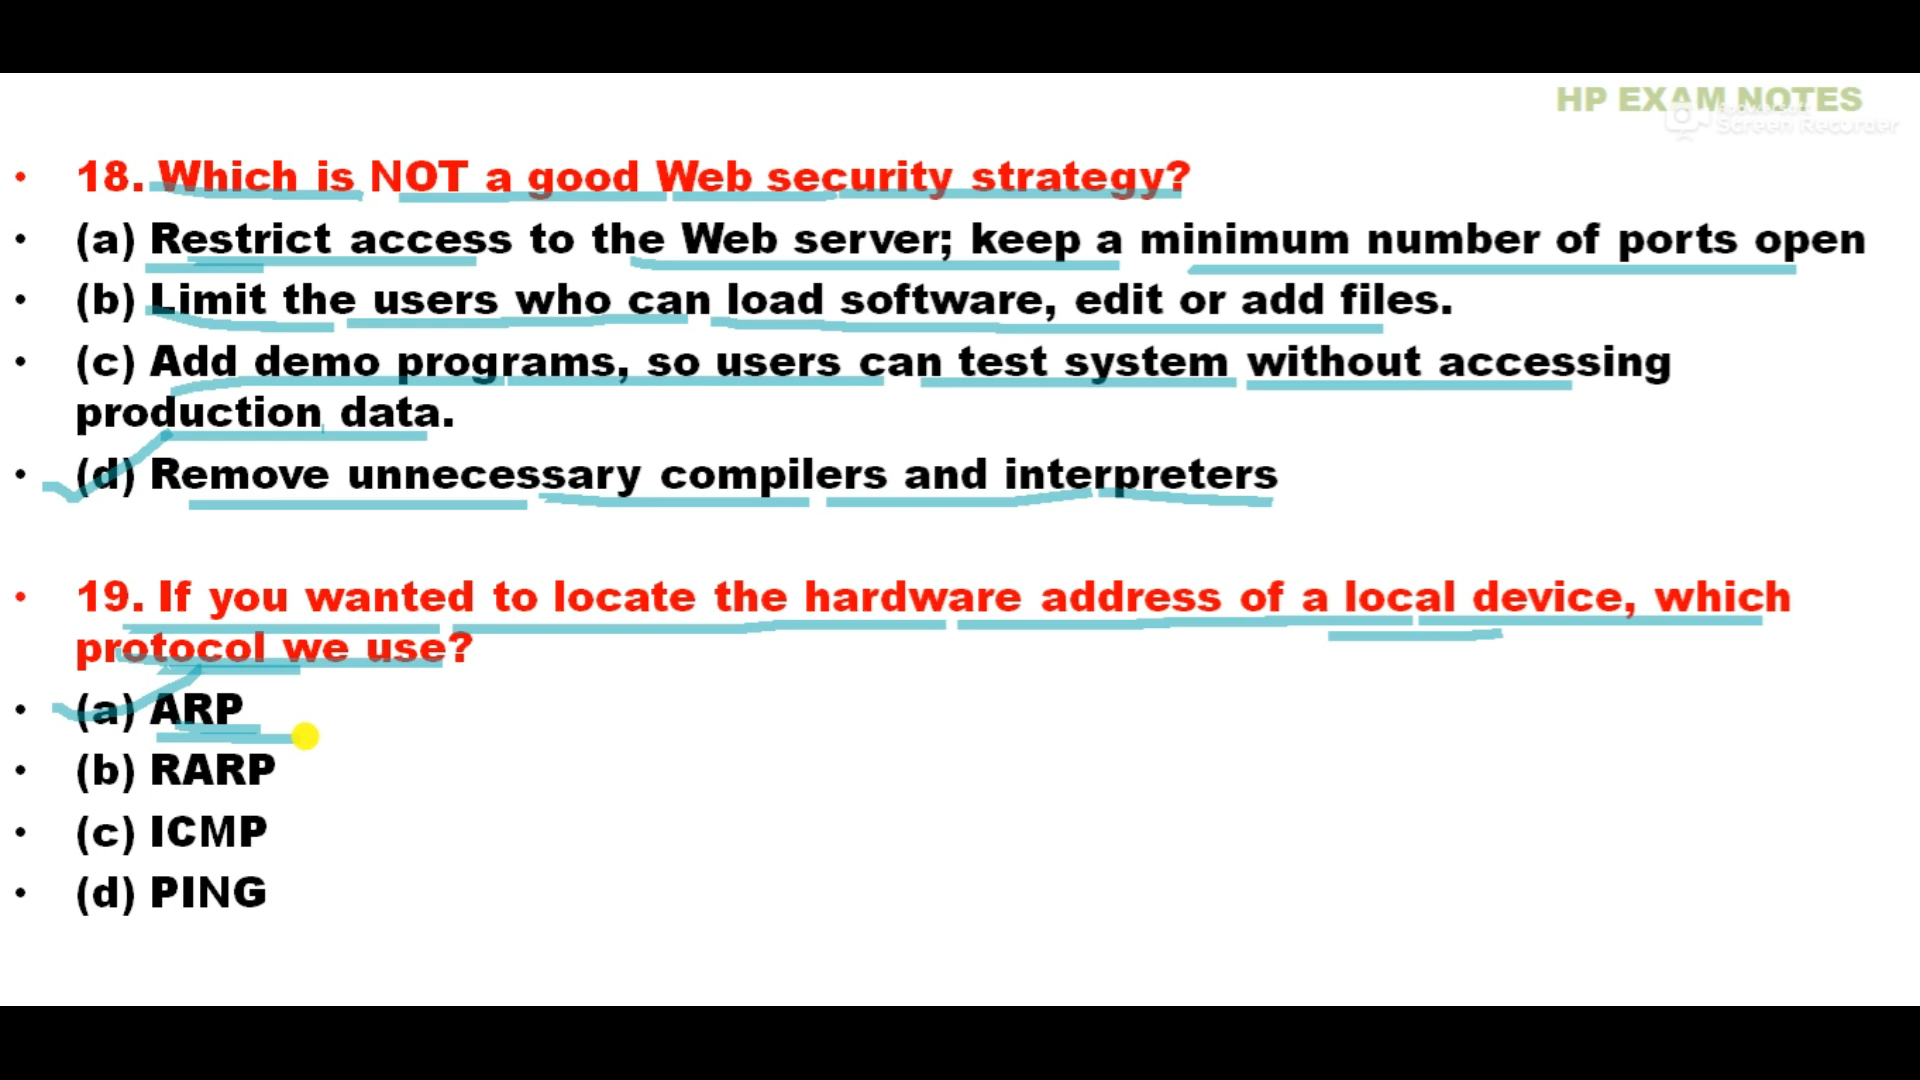 HP EXAM NOTES
Screen Recorder
• 18. Which is NOT a good Web security strategy?
• (a) Restrict access to the Web server; keep a minimum number of ports open
• (b) Limit the users who can load software, edit or add files.
• (c) Add demo programs, so users can test system without accessing
production data.
• (d) Remove unnecessary compilers and interpreters
• 19. If you wanted to locate the hardware address of a local device, which
protocol we use?
• (a) ARP
• (b) RARP
• (c) ICMP
• (d) PING